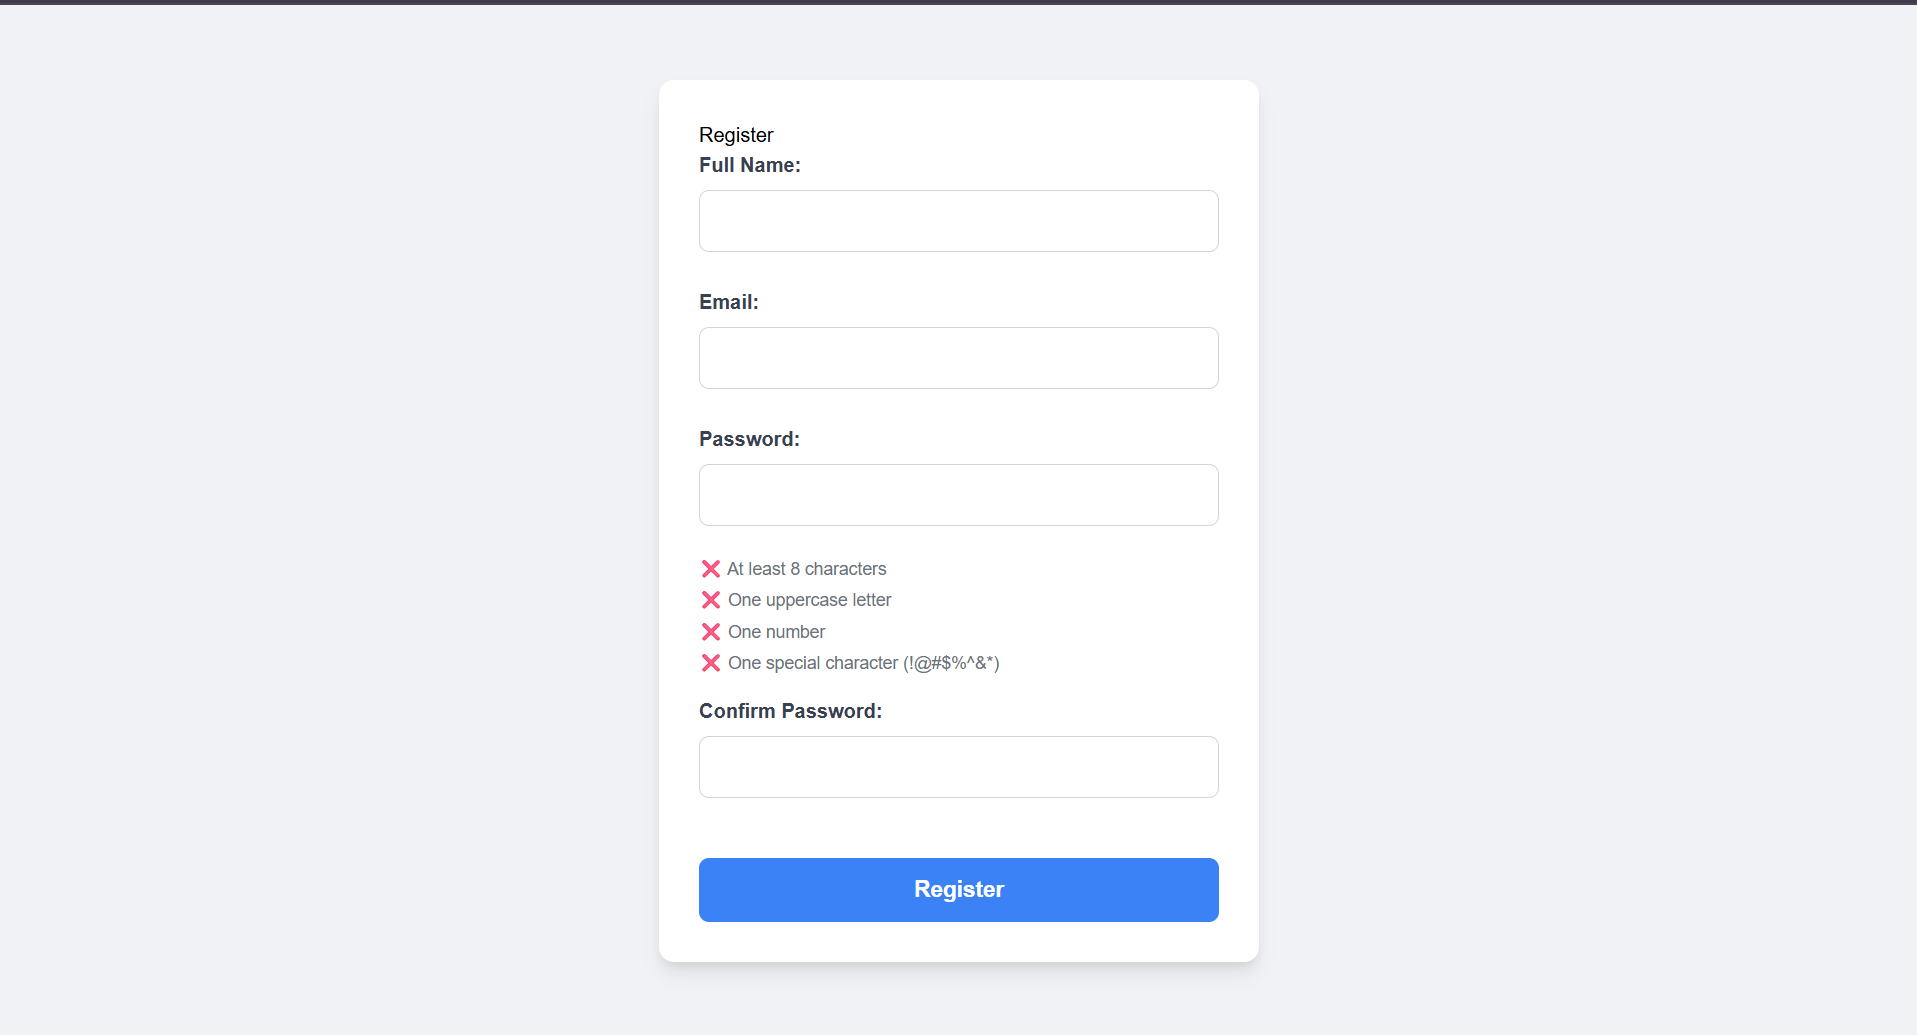 Register
Full Name:
Email:
Password:
❌ At least 8 characters
❌ One uppercase letter
❌ One number
❌ One special character (!@#$%^&*)
Confirm Password:
Register